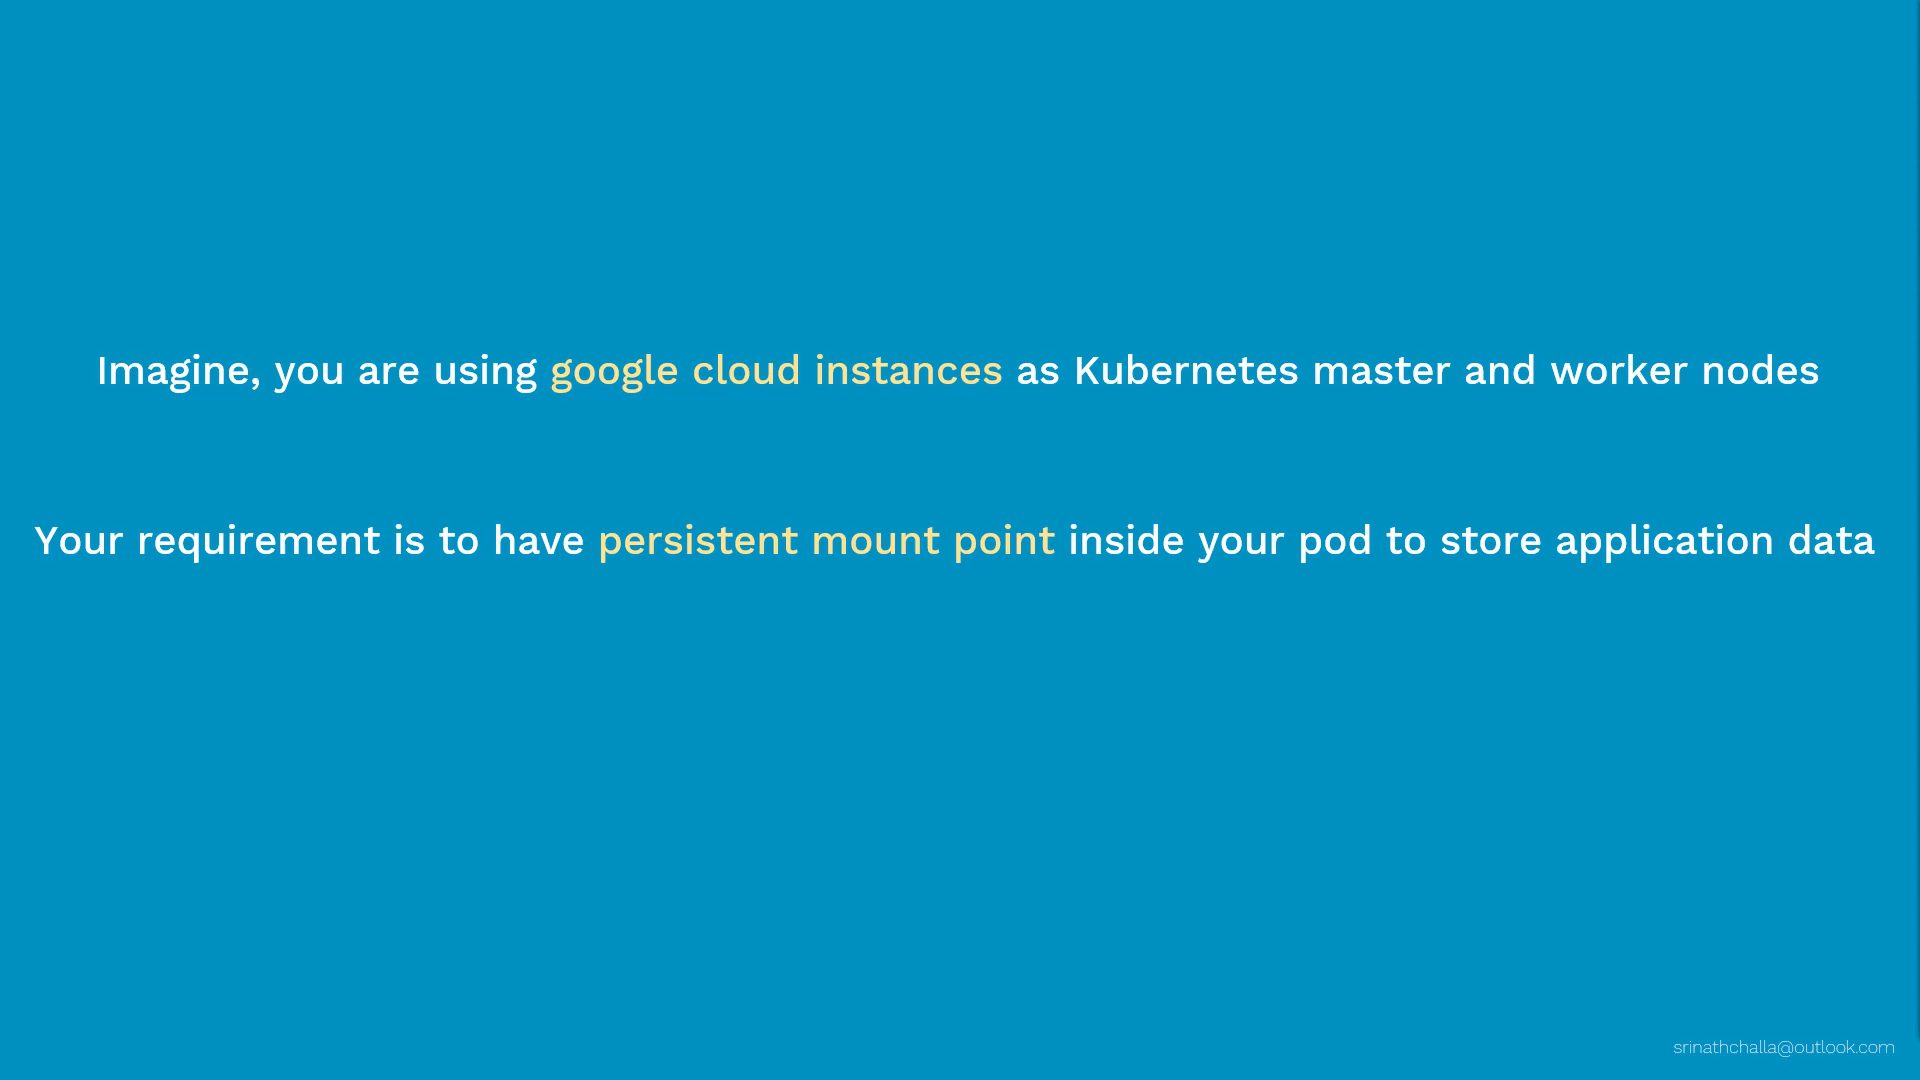 Imagine, you are using google cloud instances as Kubernetes master and worker nodes
Your requirement is to have persistent mount point inside your pod to store application data
srinathchalla@outlook.com